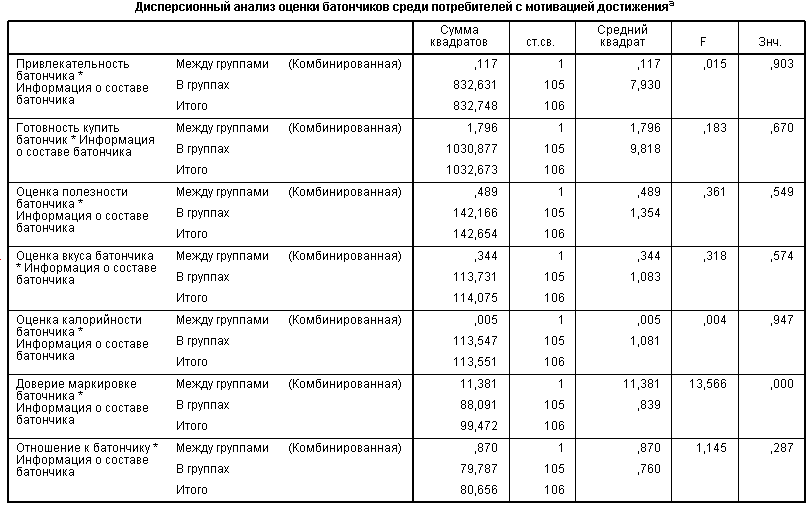 Дисперсионный анализ оценки батончиков среди потребителей с мотивацией достижения a
Сумма квадратов ст.св. Средний квадрат F Знч.
Привлекательность батончика * Информация о составе батончика
Между группами (Комбинированная) ,117 1 ,117 ,015 ,903
В группах 832,631 105 7,930
Итого 832,748 106
Готовность купить батончик * Информация о составе батончика
Между группами (Комбинированная) 1,796 1 1,796 ,183 ,670
В группах 1030,877 105 9,818
Итого 1032,673 106
Оценка полезности батончика * Информация о составе батончика
Между группами (Комбинированная) ,489 1 ,489 ,361 ,549
В группах 142,166 105 1,354
Итого 142,654 106
Оценка вкуса батончика * Информация о составе батончика
Между группами (Комбинированная) ,344 1 ,344 ,318 ,574
В группах 113,731 105 1,083
Итого 114,075 106
Оценка калорийности батончика * Информация о составе батончика
Между группами (Комбинированная) ,005 1 ,005 ,004 ,947
В группах 113,547 105 1,081
Итого 113,551 106
Доверие маркировке баточника * Информация о составе батончика
Между группами (Комбинированная) 11,381 1 11,381 13,566 ,000
В группах 88,091 105 ,839
Итого 99,472 106
Отношение к батончику * Информация о составе батончика
Между группами (Комбинированная) ,870 1 ,870 1,145 ,287
В группах 79,787 105 ,760
Итого 80,656 106